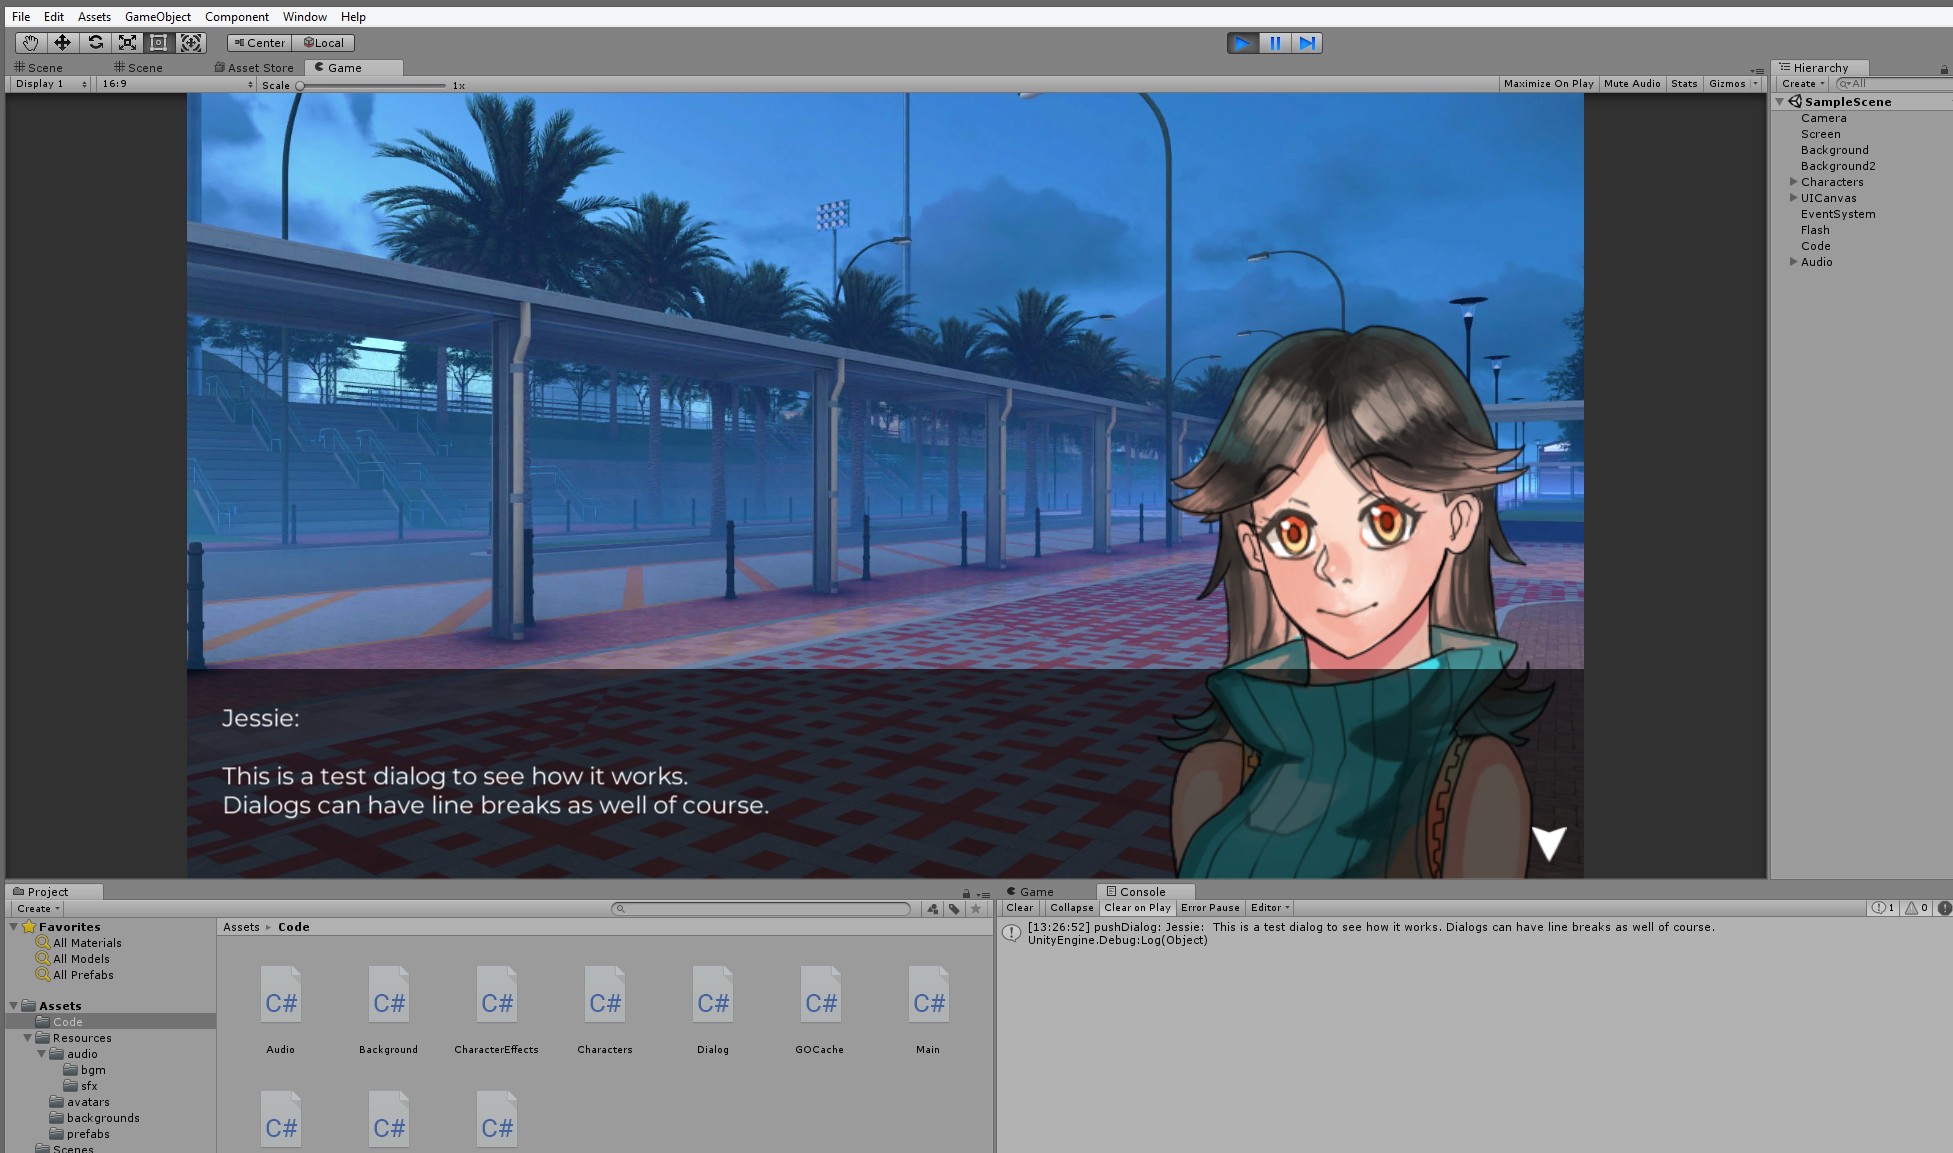 File Edit Assets GameObject Component Window Help
Center Local
Scene Scene Asset Store Game
Display 1 16:9 Scale 1x Maximize On Play Mute Audio Stats Gizmos
Hierarchy
Create All
SampleScene
Camera
Screen
Background
Background2
Characters
UICanvas
EventSystem
Flash
Code
Audio
Jessie:
This is a test dialog to see how it works.
Dialogs can have line breaks as well of course.
Project
Create
Favorites
All Materials
All Models
All Prefabs
Assets
Code
Resources
audio
bgm
sfx
avatars
backgrounds
prefabs
Scenes
Assets Code
C# C# C# C# C# C# C#
Audio Background CharacterEffects Characters Dialog GOCache Main
C# C# C#
Game Console
Clear Collapse Clear on Play Error Pause Editor 1 0
[13:26:52] pushDialog: Jessie: This is a test dialog to see how it works. Dialogs can have line breaks as well of course.
UnityEngine.Debug:Log(Object)